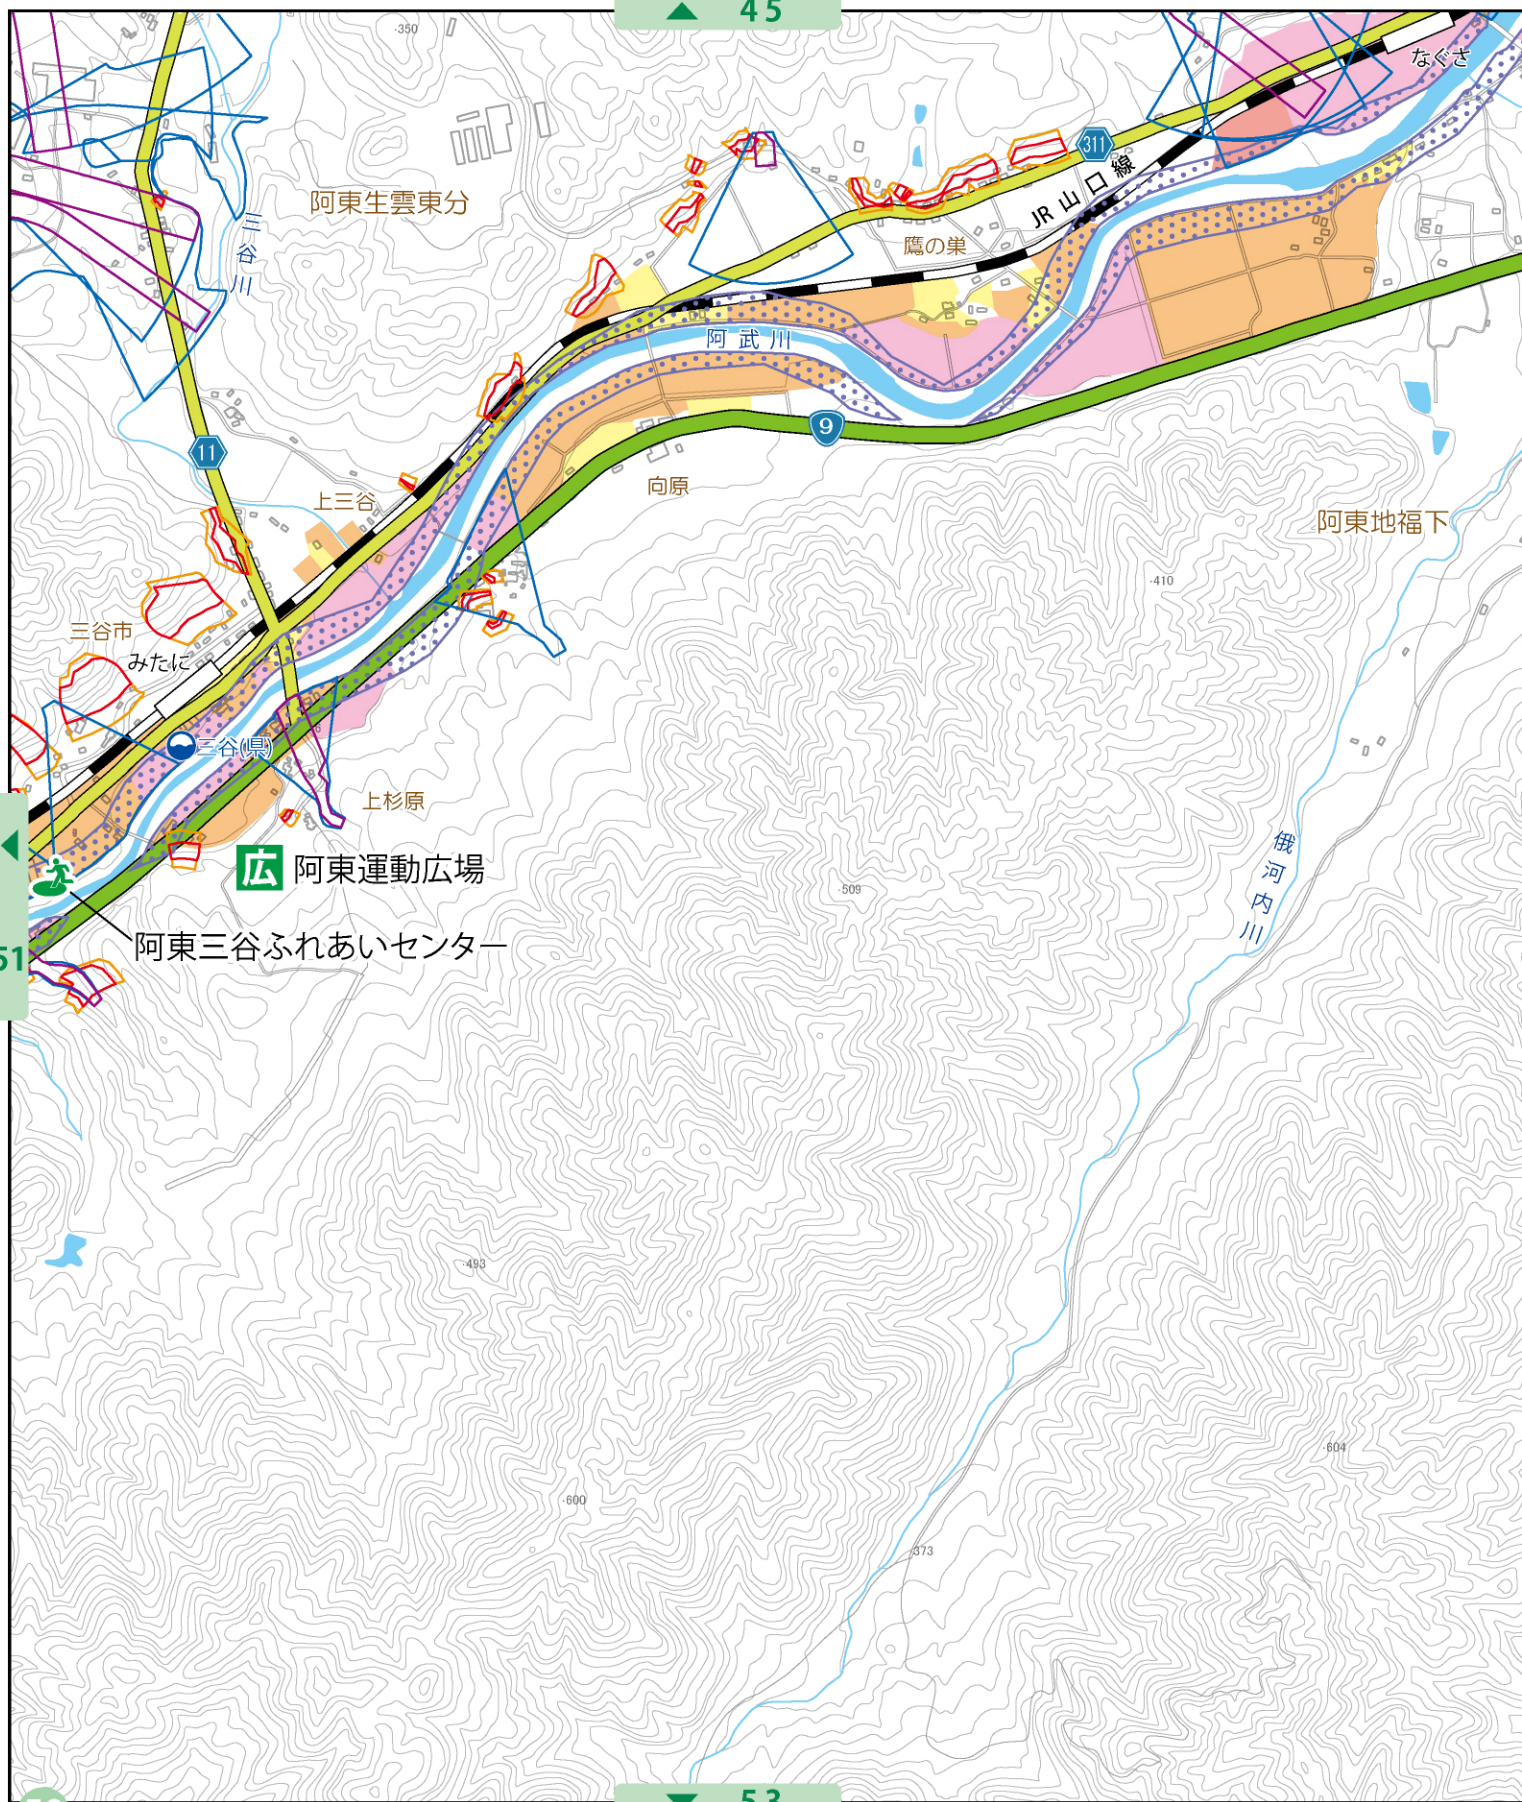 45
・350
なぐさ
311
JR山口線
阿東生雲東分
三谷川
鷹の巣
阿武川
9
11
向原
上三谷
阿東地福下
・410
三谷市
みたに
三谷(県)
上杉原
俄河内川
広 阿東運動広場
・509
阿東三谷ふれあいセンター
51
・493
・604
・600
・373
53